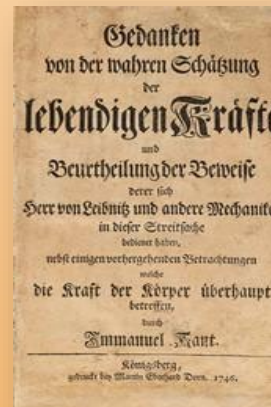 Gedanken
von der wahren Schätzung
der
lebendigen Kräfte
und
Beurtheilung der Beweise
derer sich
Herr von Leibnitz und andere Mechaniker
in dieser Streitsache
bedienet haben,
nebst einigen vorhergehenden Betrachtungen
welche
die Kraft der Körper überhaupt
betreffen,
durch
Immanuel Kant.
Königsberg,
gedruckt bey Martin Eberhard Dorn. 1746.